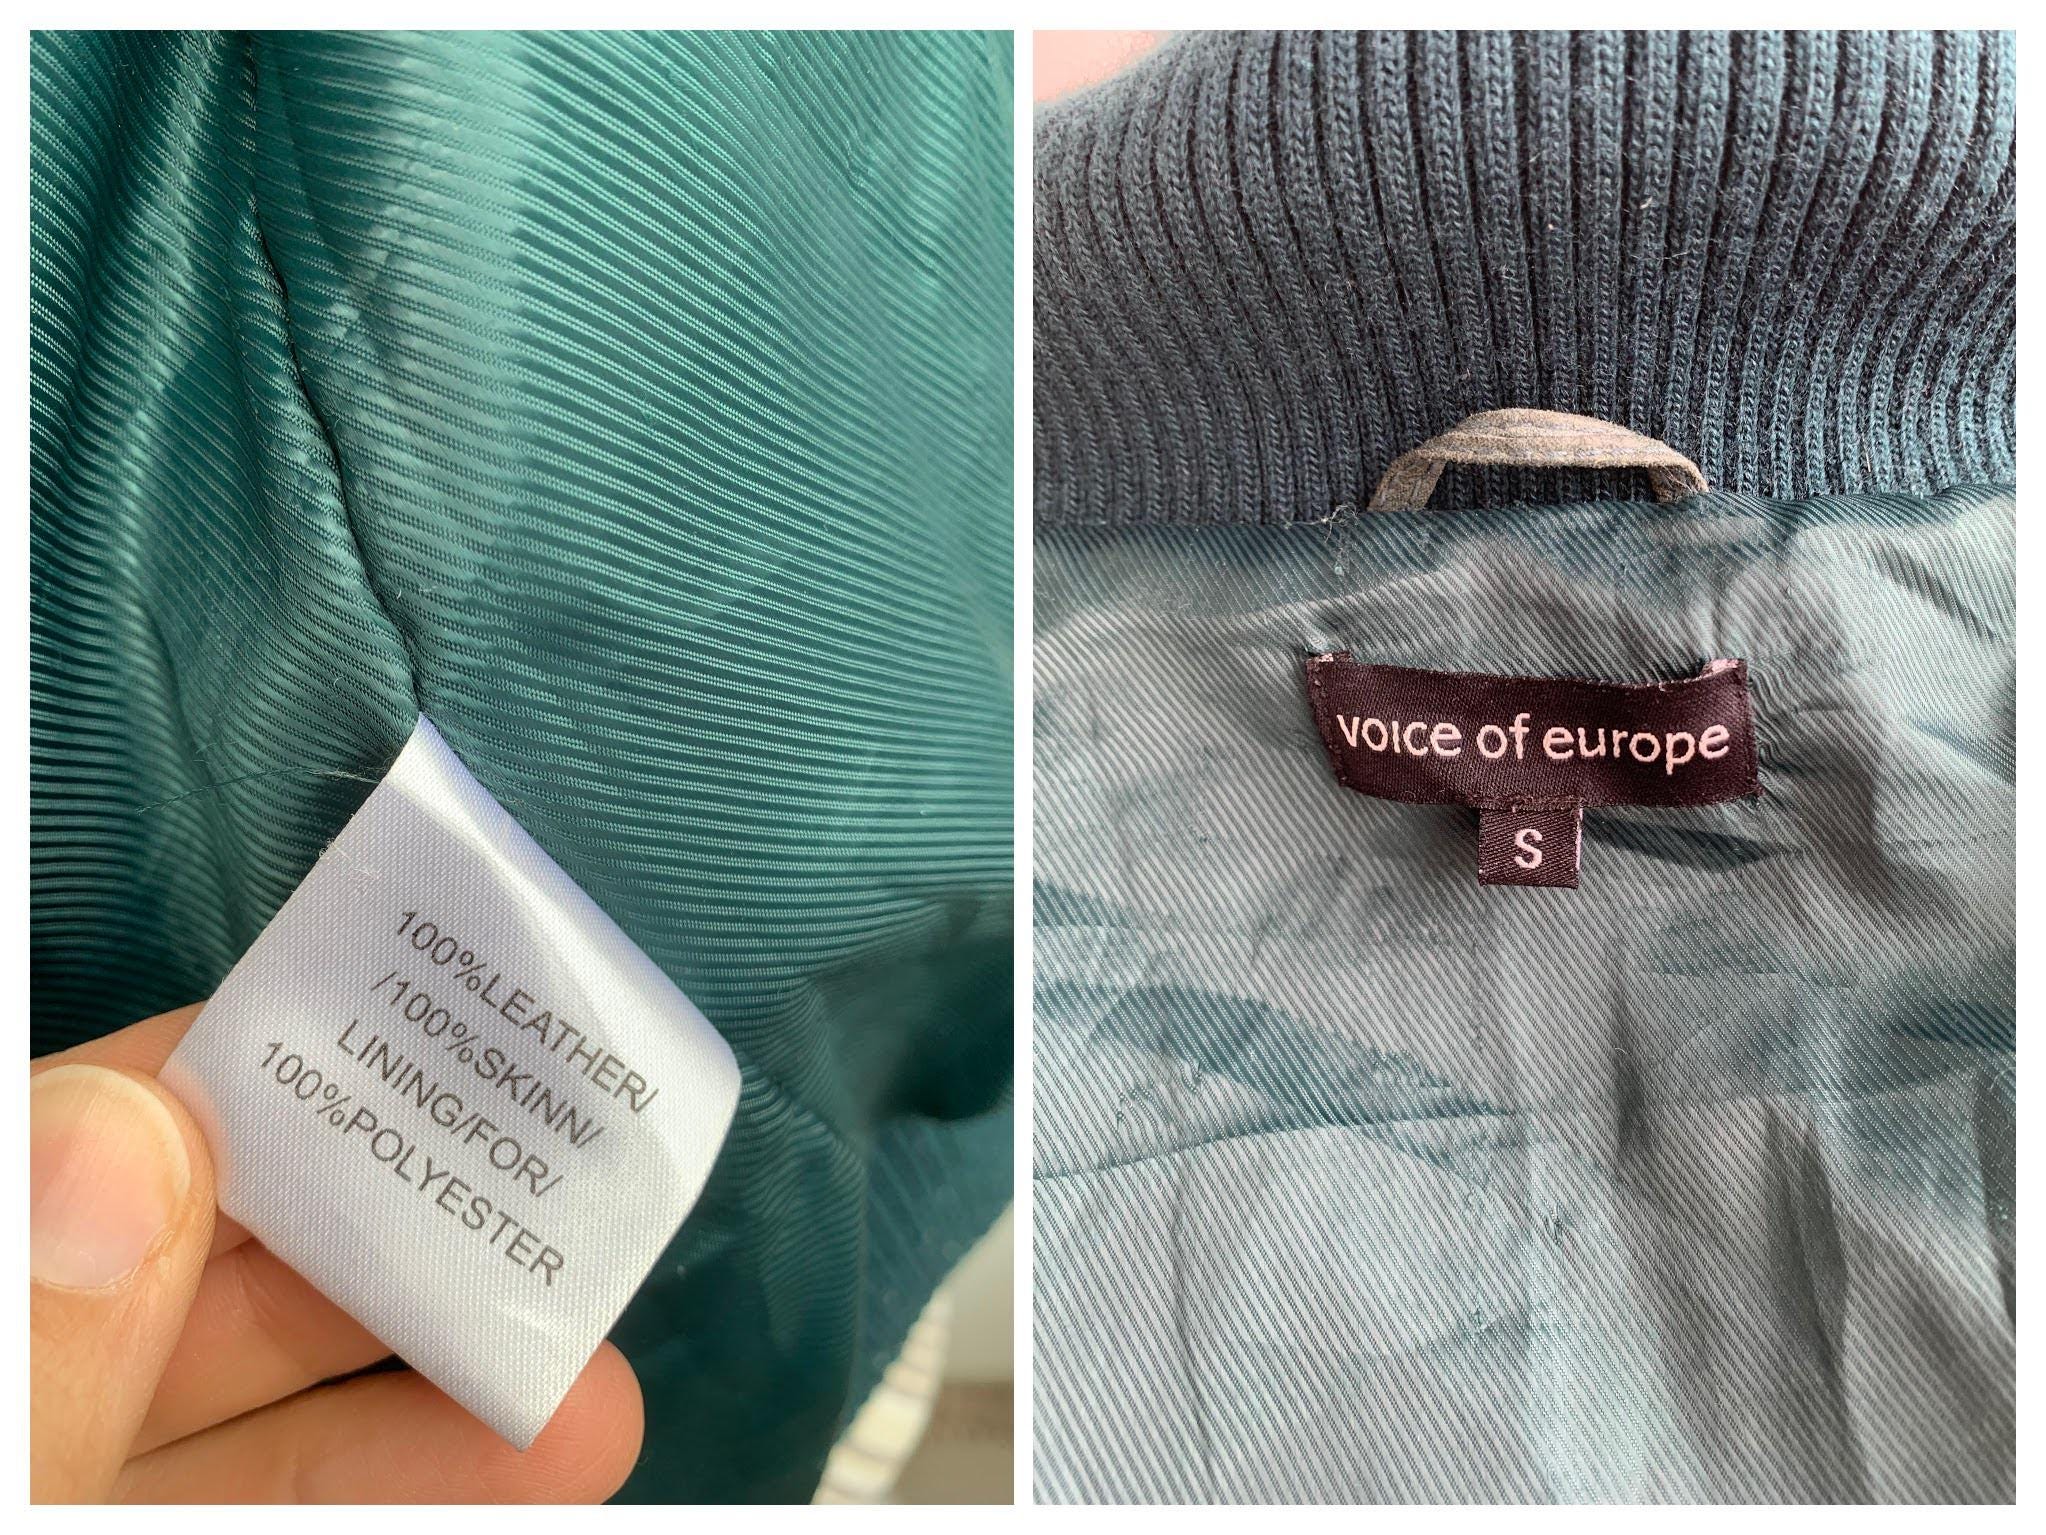 100%LEATHER/
/100%SKINN/
LINING/FOR/
100%POLYESTER
voice of europe
S